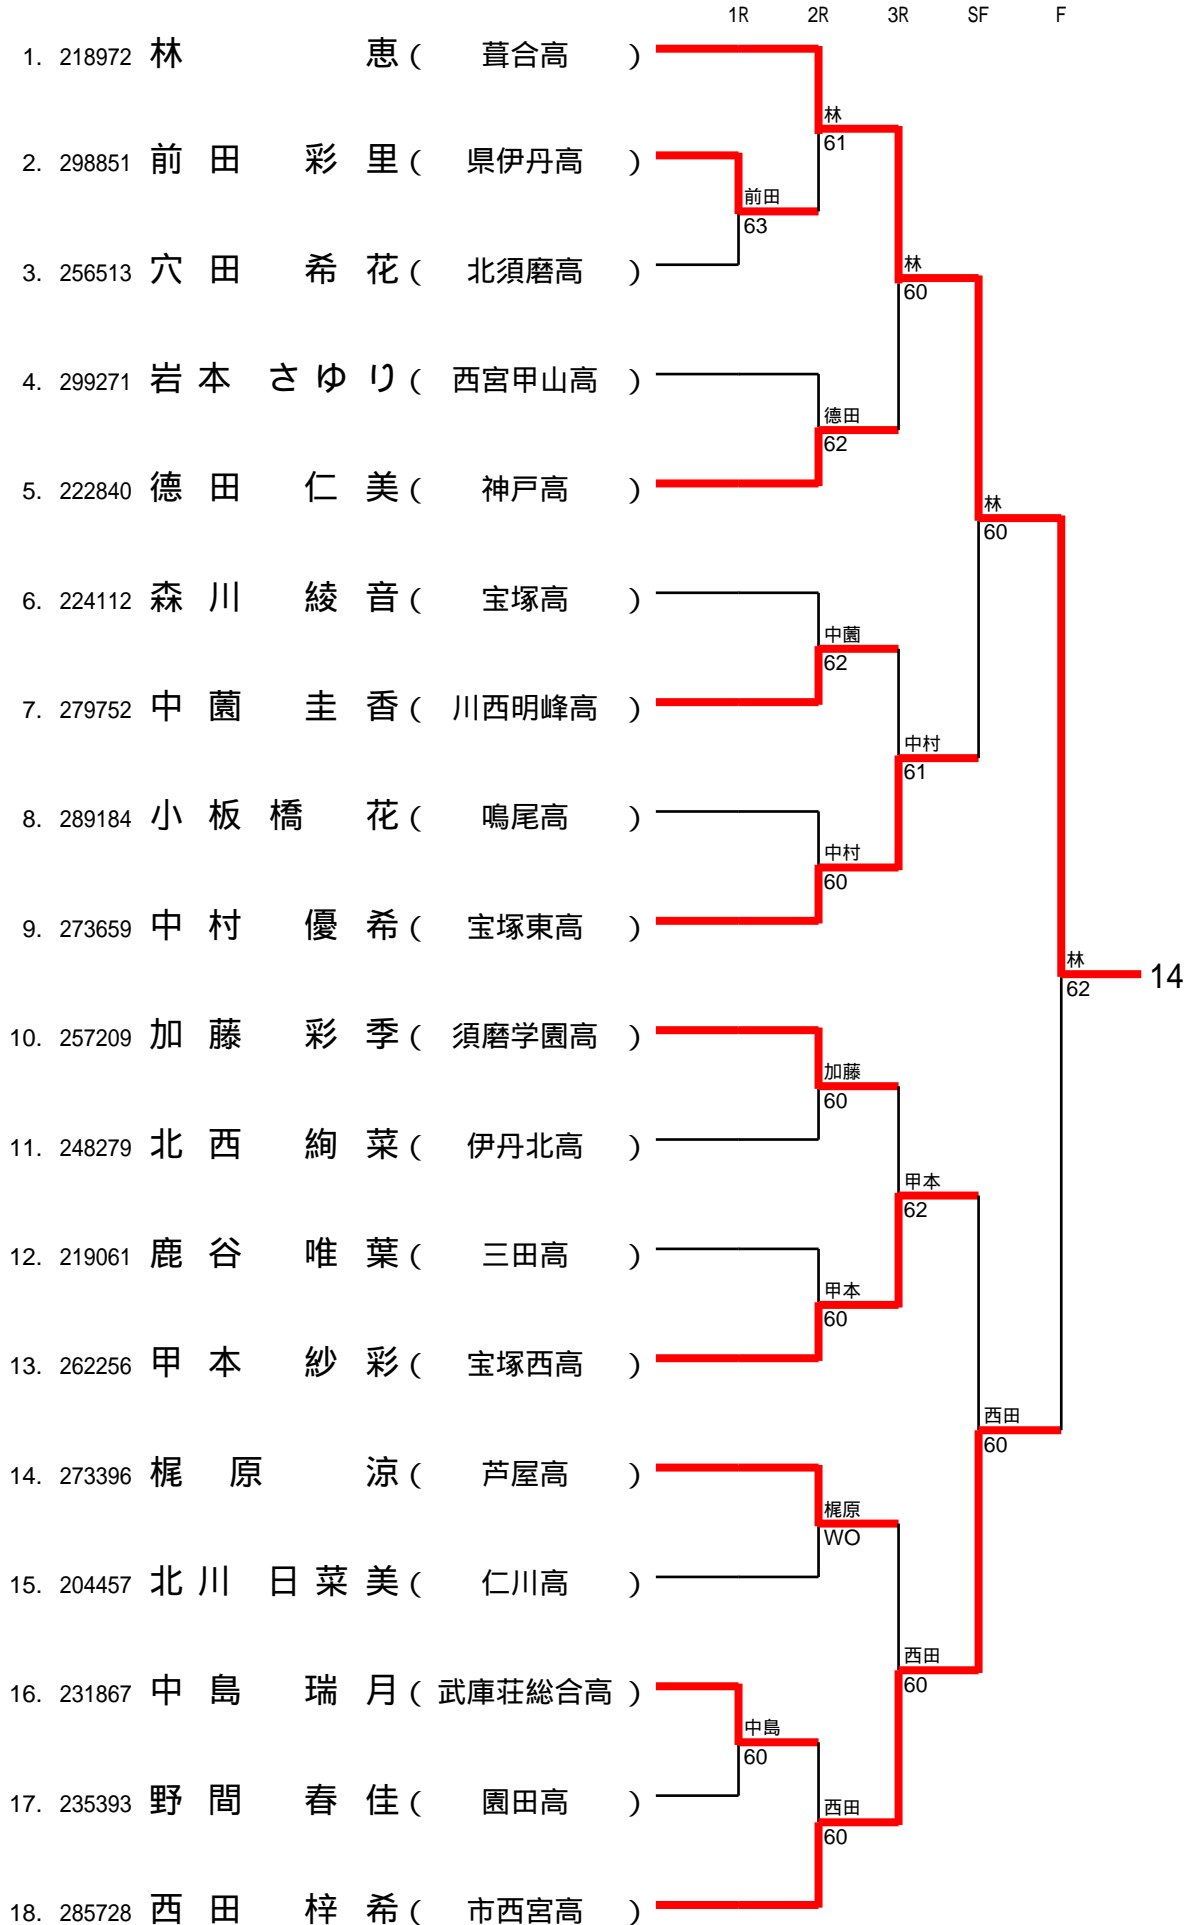 1R 2R 3R SF F
1. 218972 林 恵 ( 葺合高 )
林
61
2. 298851 前田 彩里 ( 県伊丹高 )
前田
63
3. 256513 穴田 希花 ( 北須磨高 )
林
60
4. 299271 岩本 さゆり ( 西宮甲山高 )
徳田
62
5. 222840 徳田 仁美 ( 神戸高 )
林
60
6. 224112 森川 綾音 ( 宝塚高 )
中薗
62
7. 279752 中薗 圭香 ( 川西明峰高 )
中村
61
8. 289184 小板橋 花 ( 鳴尾高 )
中村
60
9. 273659 中村 優希 ( 宝塚東高 )
林
62
14
10. 257209 加藤 彩季 ( 須磨学園高 )
加藤
60
11. 248279 北西 絢菜 ( 伊丹北高 )
甲本
62
12. 219061 鹿谷 唯葉 ( 三田高 )
甲本
60
13. 262256 甲本 紗彩 ( 宝塚西高 )
西田
60
14. 273396 梶原 涼 ( 芦屋高 )
梶原
WO
15. 204457 北川 日菜美 ( 仁川高 )
西田
60
16. 231867 中島 瑞月 ( 武庫荘総合高 )
中島
60
17. 235393 野間 春佳 ( 園田高 )
西田
60
18. 285728 西田 梓希 ( 市西宮高 )